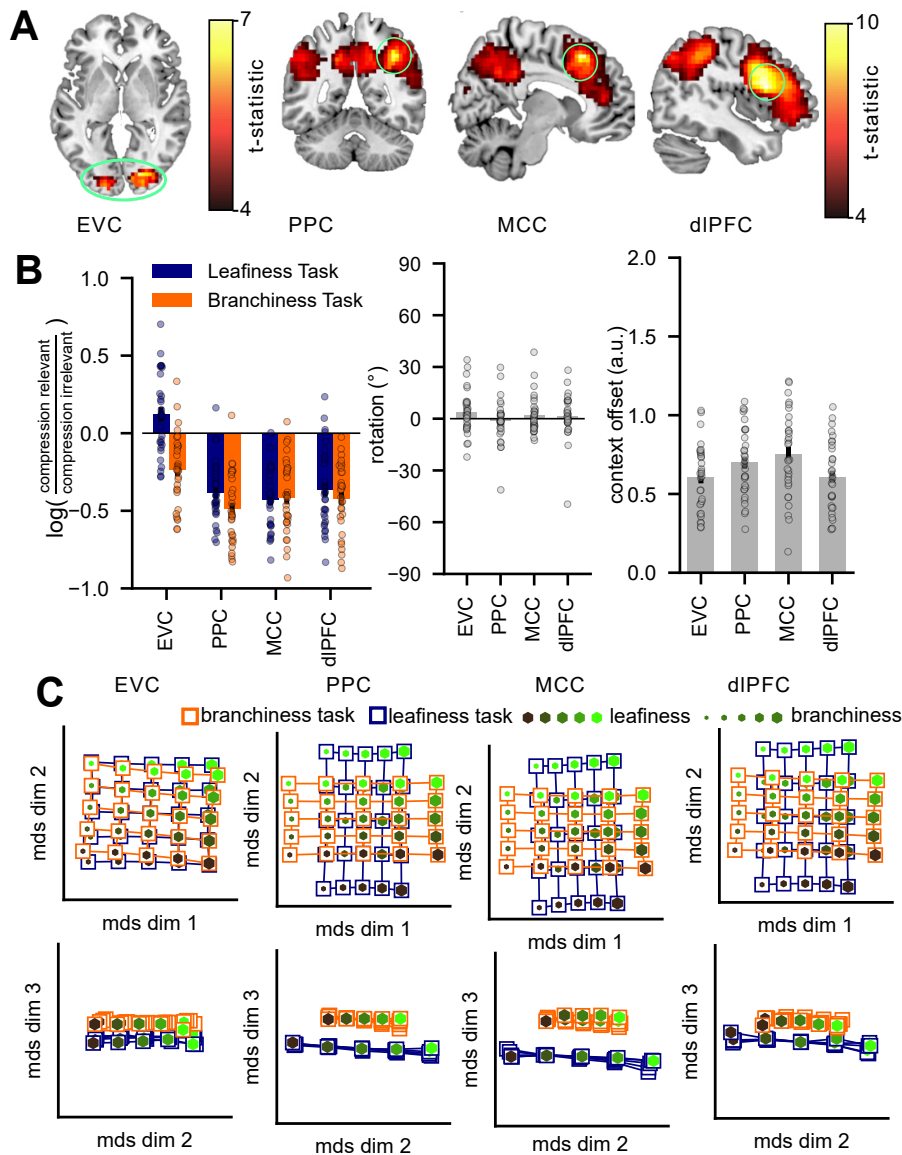 A
7
t-statistic
4
10
t-statistic
4
EVC
PPC
MCC
dlPFC
B
Leafiness Task
Branchiness Task
log( compression relevant / compression irrelevant )
1.0
0.5
0.0
−0.5
−1.0
EVC
PPC
MCC
dlPFC
rotation (°)
90
60
30
0
−30
−60
−90
EVC
PPC
MCC
dlPFC
context offset (a.u.)
2.0
1.5
1.0
0.5
0.0
EVC
PPC
MCC
dlPFC
C
EVC
PPC
MCC
dlPFC
branchiness task
leafiness task
leafiness
branchiness
mds dim 2
mds dim 1
mds dim 2
mds dim 1
mds dim 2
mds dim 1
mds dim 2
mds dim 1
mds dim 3
mds dim 2
mds dim 3
mds dim 2
mds dim 3
mds dim 2
mds dim 3
mds dim 2